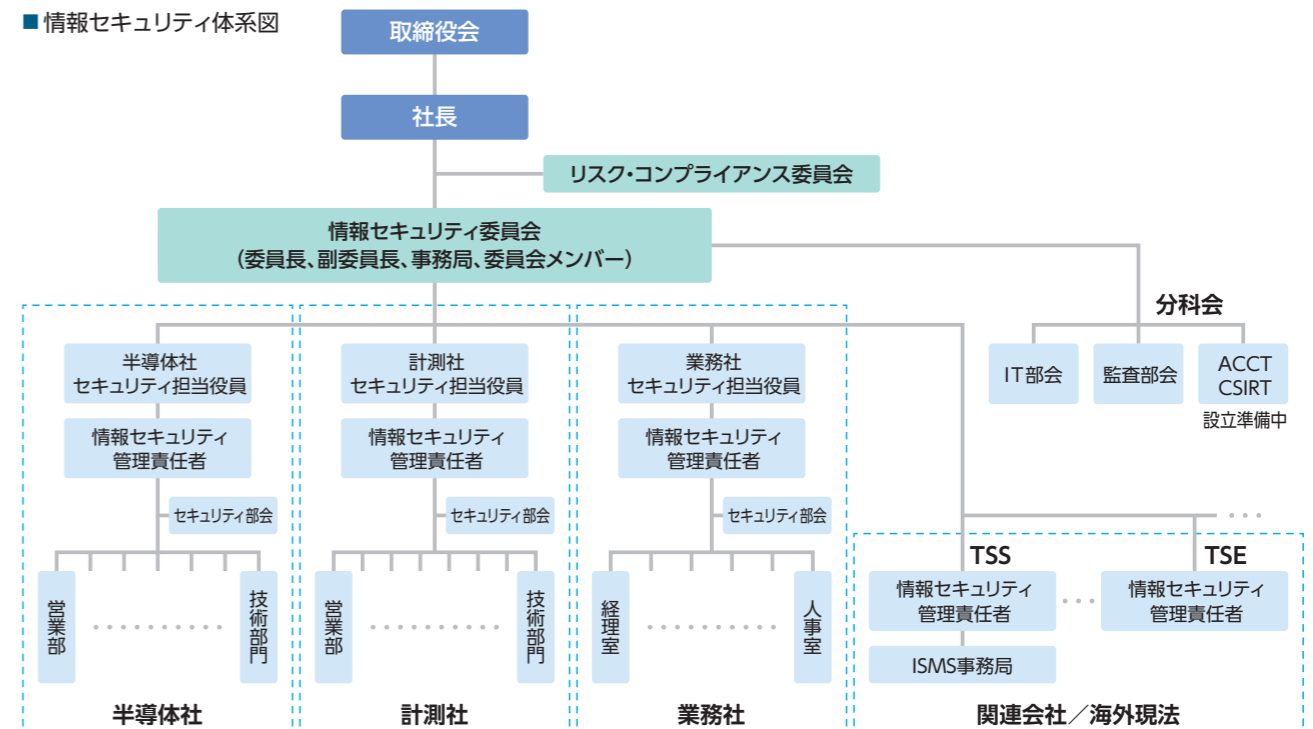 ■ 情報セキュリティ体系図
取締役会
社長
リスク・コンプライアンス委員会
情報セキュリティ委員会
(委員長、副委員長、事務局、委員会メンバー)
分科会
IT部会
監査部会
ACCT
CSIRT
設立準備中
半導体社
セキュリティ担当役員
情報セキュリティ
管理責任者
セキュリティ部会
営業部
技術部門
半導体社
計測社
セキュリティ担当役員
情報セキュリティ
管理責任者
セキュリティ部会
営業部
技術部門
計測社
業務社
セキュリティ担当役員
情報セキュリティ
管理責任者
セキュリティ部会
経理室
人事室
業務社
TSS
情報セキュリティ
管理責任者
ISMS事務局
TSE
情報セキュリティ
管理責任者
関連会社／海外現法